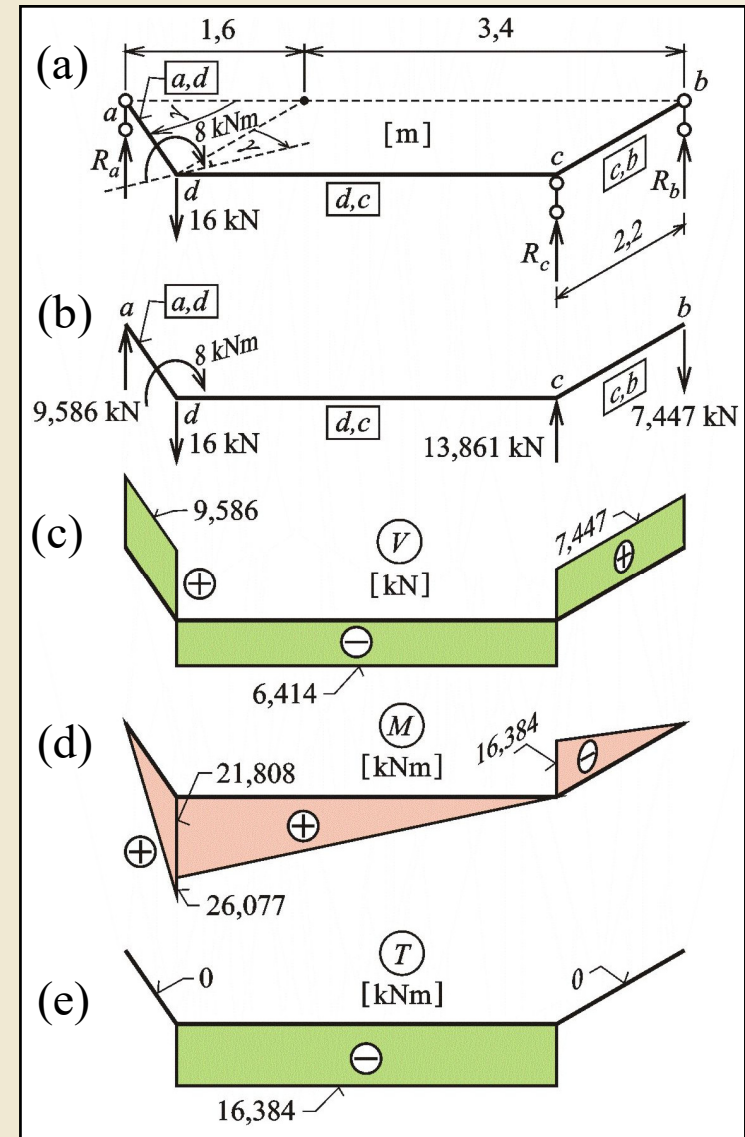 (a)
1,6
3,4
a,d
a
b
γ
8 kNm
γ
[m]
R_a
d
c
c,b
R_b
16 kN
d,c
R_c
2,2
(b)
a
a,d
b
8 kNm
c
9,586 kN
d
c,b
16 kN
d,c
13,861 kN
7,447 kN
(c)
9,586
V
7,447
+
[kN]
+
−
6,414
(d)
M
[kNm]
16,384
−
21,808
+
+
26,077
(e)
T
0
[kNm]
0
−
16,384